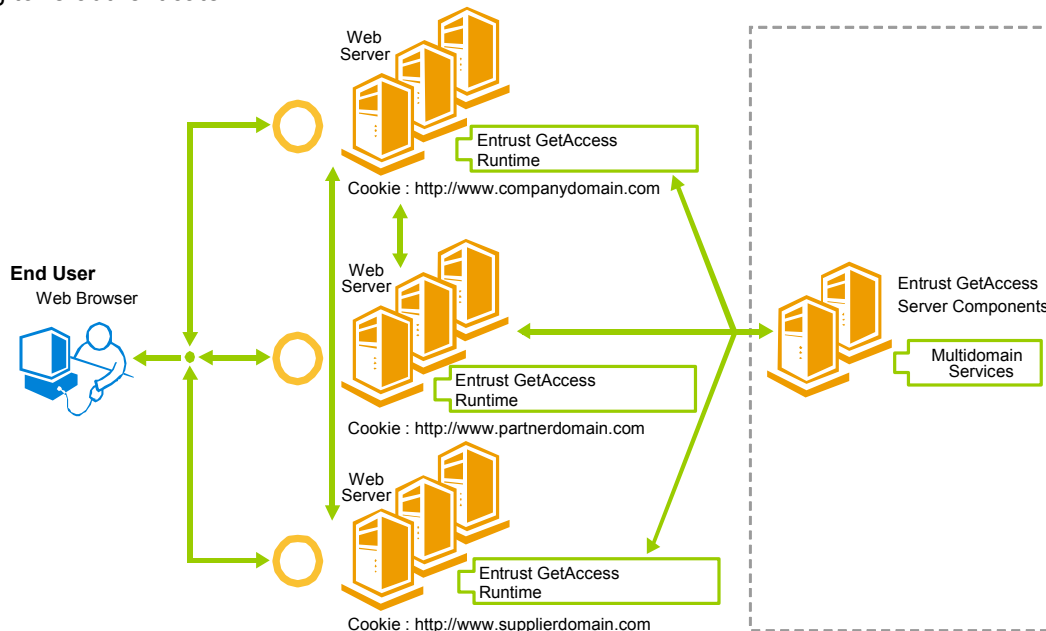 Web
Server
Entrust GetAccess
Runtime
Cookie : http://www.companydomain.com
End User
Web Browser
Web
Server
Entrust GetAccess
Runtime
Cookie : http://www.partnerdomain.com
Entrust GetAccess
Server Components
Multidomain
Services
Web
Server
Entrust GetAccess
Runtime
Cookie : http://www.supplierdomain.com